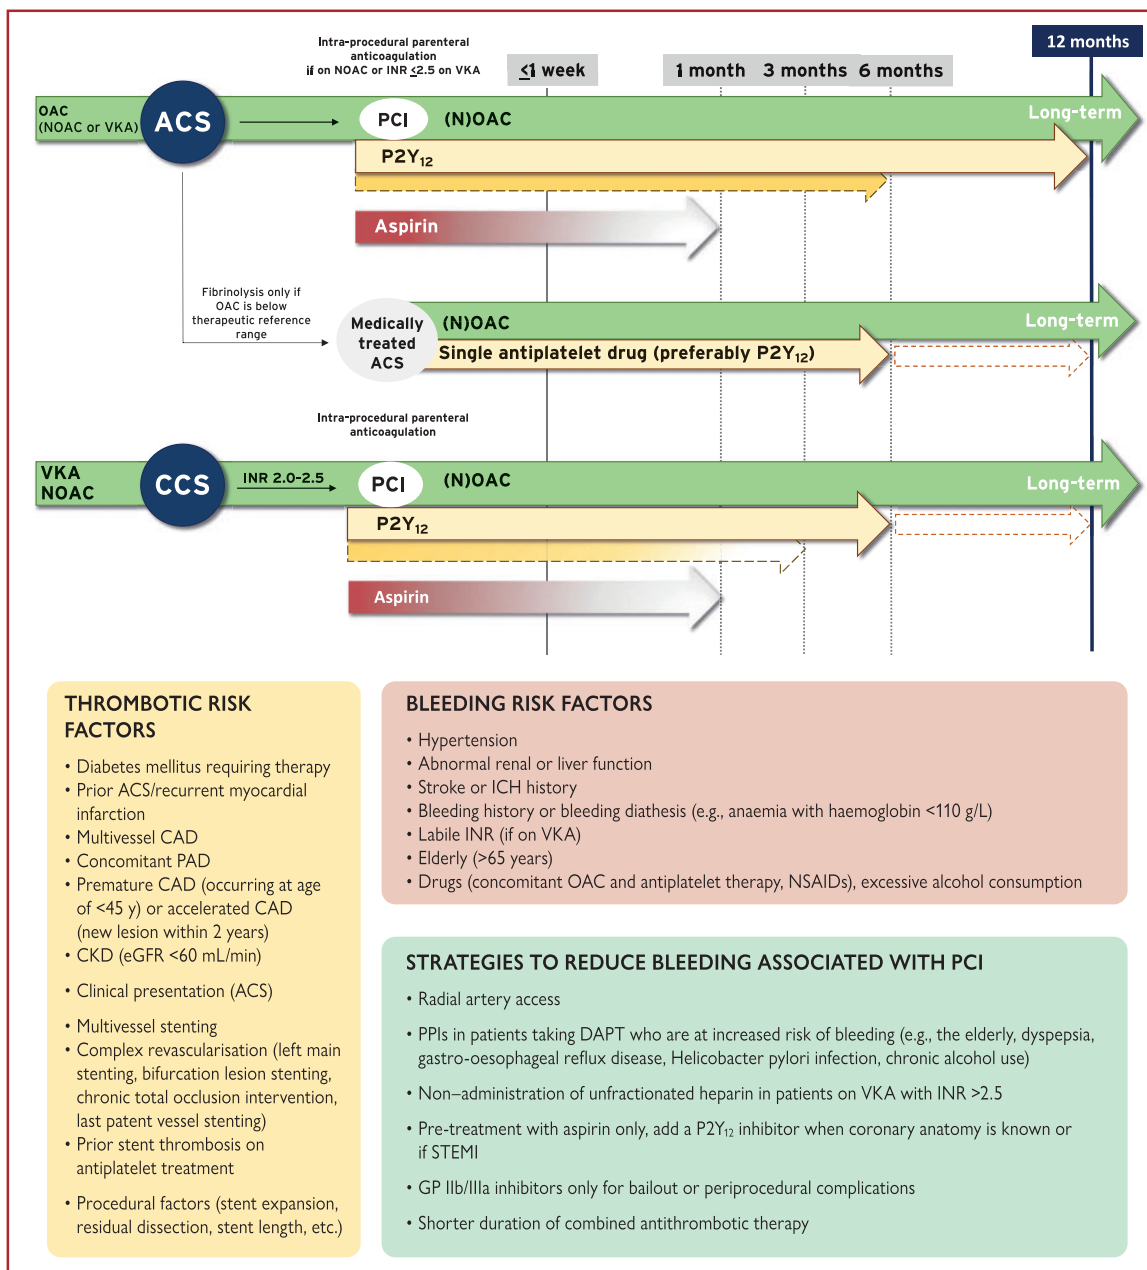 Intra-procedural parenteral
anticoagulation
if on NOAC or INR ≤2.5 on VKA
≤1 week
1 month
3 months
6 months
12 months
OAC
(NOAC or VKA)
ACS
PCI
(N)OAC
Long-term
P2Y₁₂
Aspirin
Fibrinolysis only if
OAC is below
therapeutic reference
range
Medically
treated
ACS
(N)OAC
Long-term
Single antiplatelet drug (preferably P2Y₁₂)
Intra-procedural parenteral
anticoagulation
VKA
NOAC
CCS
INR 2.0-2.5
PCI
(N)OAC
Long-term
P2Y₁₂
Aspirin
THROMBOTIC RISK
FACTORS
• Diabetes mellitus requiring therapy
• Prior ACS/recurrent myocardial
infarction
• Multivessel CAD
• Concomitant PAD
• Premature CAD (occurring at age
of <45 y) or accelerated CAD
(new lesion within 2 years)
• CKD (eGFR <60 mL/min)
• Clinical presentation (ACS)
• Multivessel stenting
• Complex revascularisation (left main
stenting, bifurcation lesion stenting,
chronic total occlusion intervention,
last patent vessel stenting)
• Prior stent thrombosis on
antiplatelet treatment
• Procedural factors (stent expansion,
residual dissection, stent length, etc.)
BLEEDING RISK FACTORS
• Hypertension
• Abnormal renal or liver function
• Stroke or ICH history
• Bleeding history or bleeding diathesis (e.g., anaemia with haemoglobin <110 g/L)
• Labile INR (if on VKA)
• Elderly (>65 years)
• Drugs (concomitant OAC and antiplatelet therapy, NSAIDs), excessive alcohol consumption
STRATEGIES TO REDUCE BLEEDING ASSOCIATED WITH PCI
• Radial artery access
• PPIs in patients taking DAPT who are at increased risk of bleeding (e.g., the elderly, dyspepsia,
gastro-oesophageal reflux disease, Helicobacter pylori infection, chronic alcohol use)
• Non–administration of unfractionated heparin in patients on VKA with INR >2.5
• Pre-treatment with aspirin only, add a P2Y₁₂ inhibitor when coronary anatomy is known or
if STEMI
• GP IIb/IIIa inhibitors only for bailout or periprocedural complications
• Shorter duration of combined antithrombotic therapy